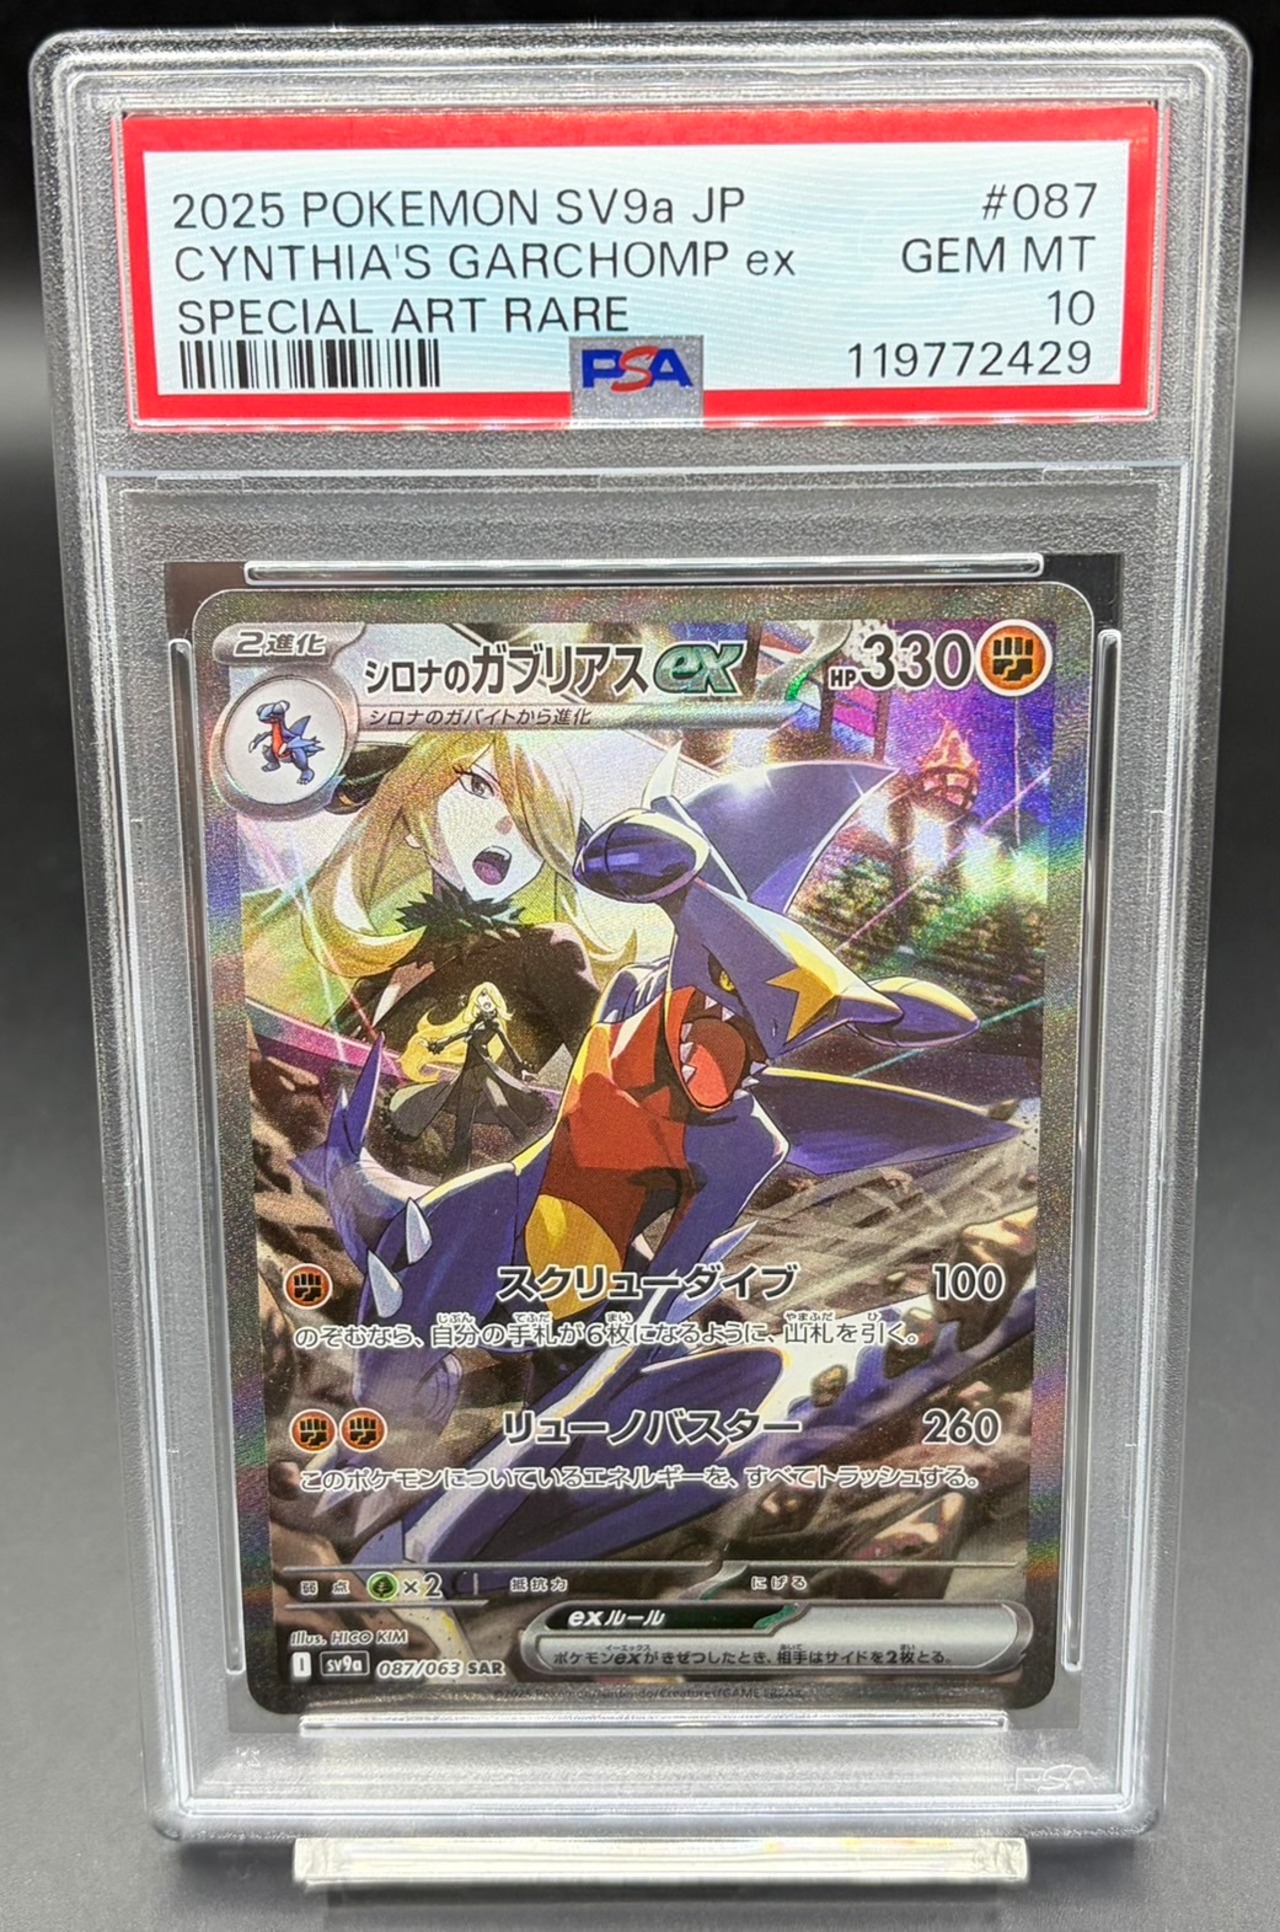 2025 POKEMON SV9a JP #087
CYNTHIA'S GARCHOMP ex GEM MT
SPECIAL ART RARE 10
PSA 119772429
2進化
シロナのガブリアスex HP330
シロナのガバイトから進化
スクリューダイブ 100
のぞむなら、自分の手札が6枚になるように、山札を引く。
リューノバスター 260
このポケモンについているエネルギーを、すべてトラッシュする。
弱点 ×2 抵抗力 にげる
exルール
ポケモンexがきぜつしたとき、相手はサイドを2枚とる。
Illus. HICO KIM
I sv9a 087/063 SAR
©2025 Pokémon/Nintendo/Creatures/GAME FREAK
PSA